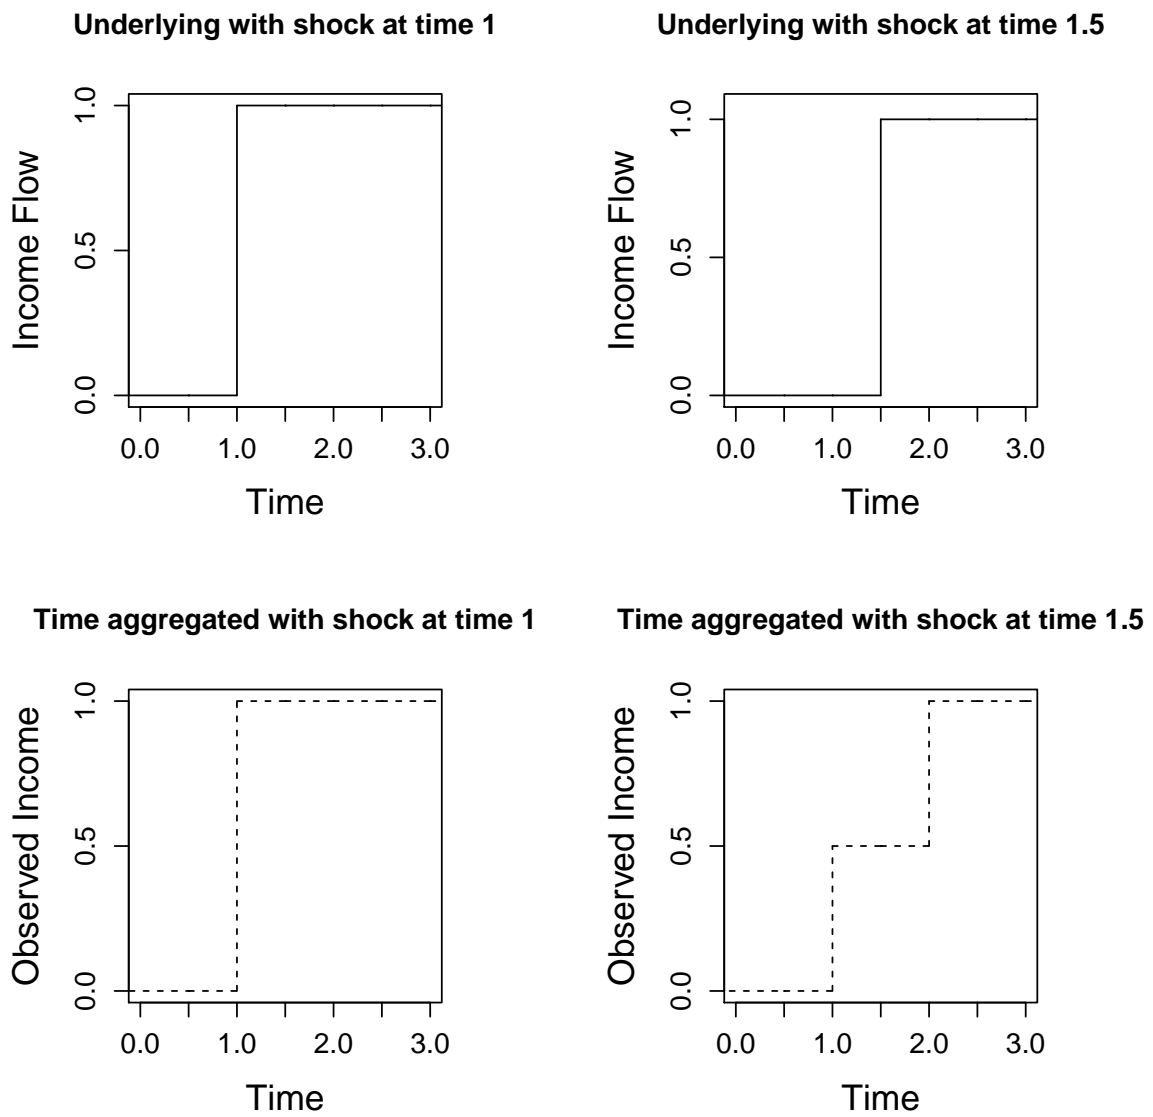 Underlying with shock at time 1
Income Flow
1.0
0.5
0.0
0.0 1.0 2.0 3.0
Time
Underlying with shock at time 1.5
Income Flow
1.0
0.5
0.0
0.0 1.0 2.0 3.0
Time
Time aggregated with shock at time 1
Observed Income
1.0
0.5
0.0
0.0 1.0 2.0 3.0
Time
Time aggregated with shock at time 1.5
Observed Income
1.0
0.5
0.0
0.0 1.0 2.0 3.0
Time